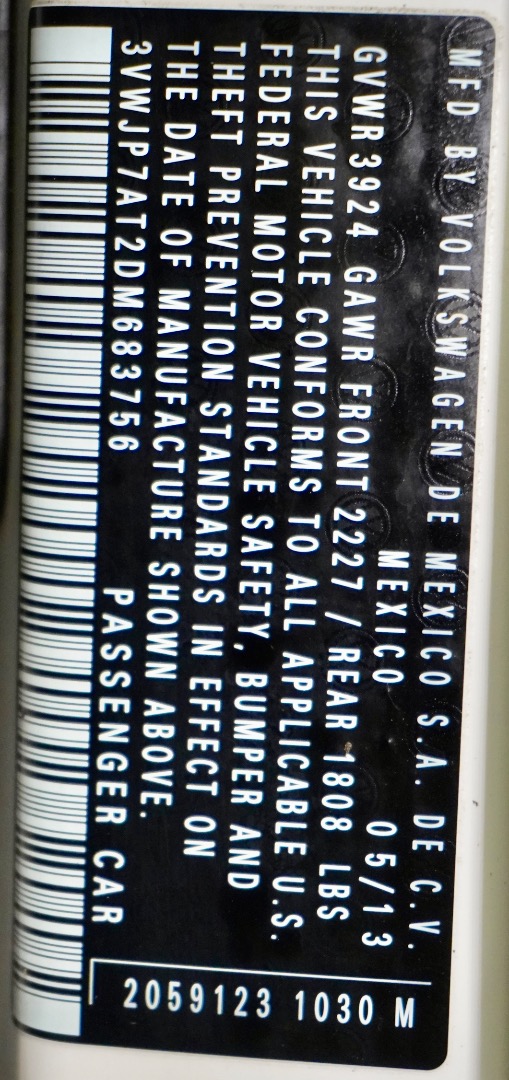 MFD BY VOLKSWAGEN DE MEXICO S.A. DE C.V.
MEXICO 05/13
GVWR3924 GAWR FRONT 2227 / REAR 1808 LBS
THIS VEHICLE CONFORMS TO ALL APPLICABLE U.S.
FEDERAL MOTOR VEHICLE SAFETY, BUMPER AND
THEFT PREVENTION STANDARDS IN EFFECT ON
THE DATE OF MANUFACTURE SHOWN ABOVE.
3VWJP7AT2DM683756 PASSENGER CAR
2059123 1030 M